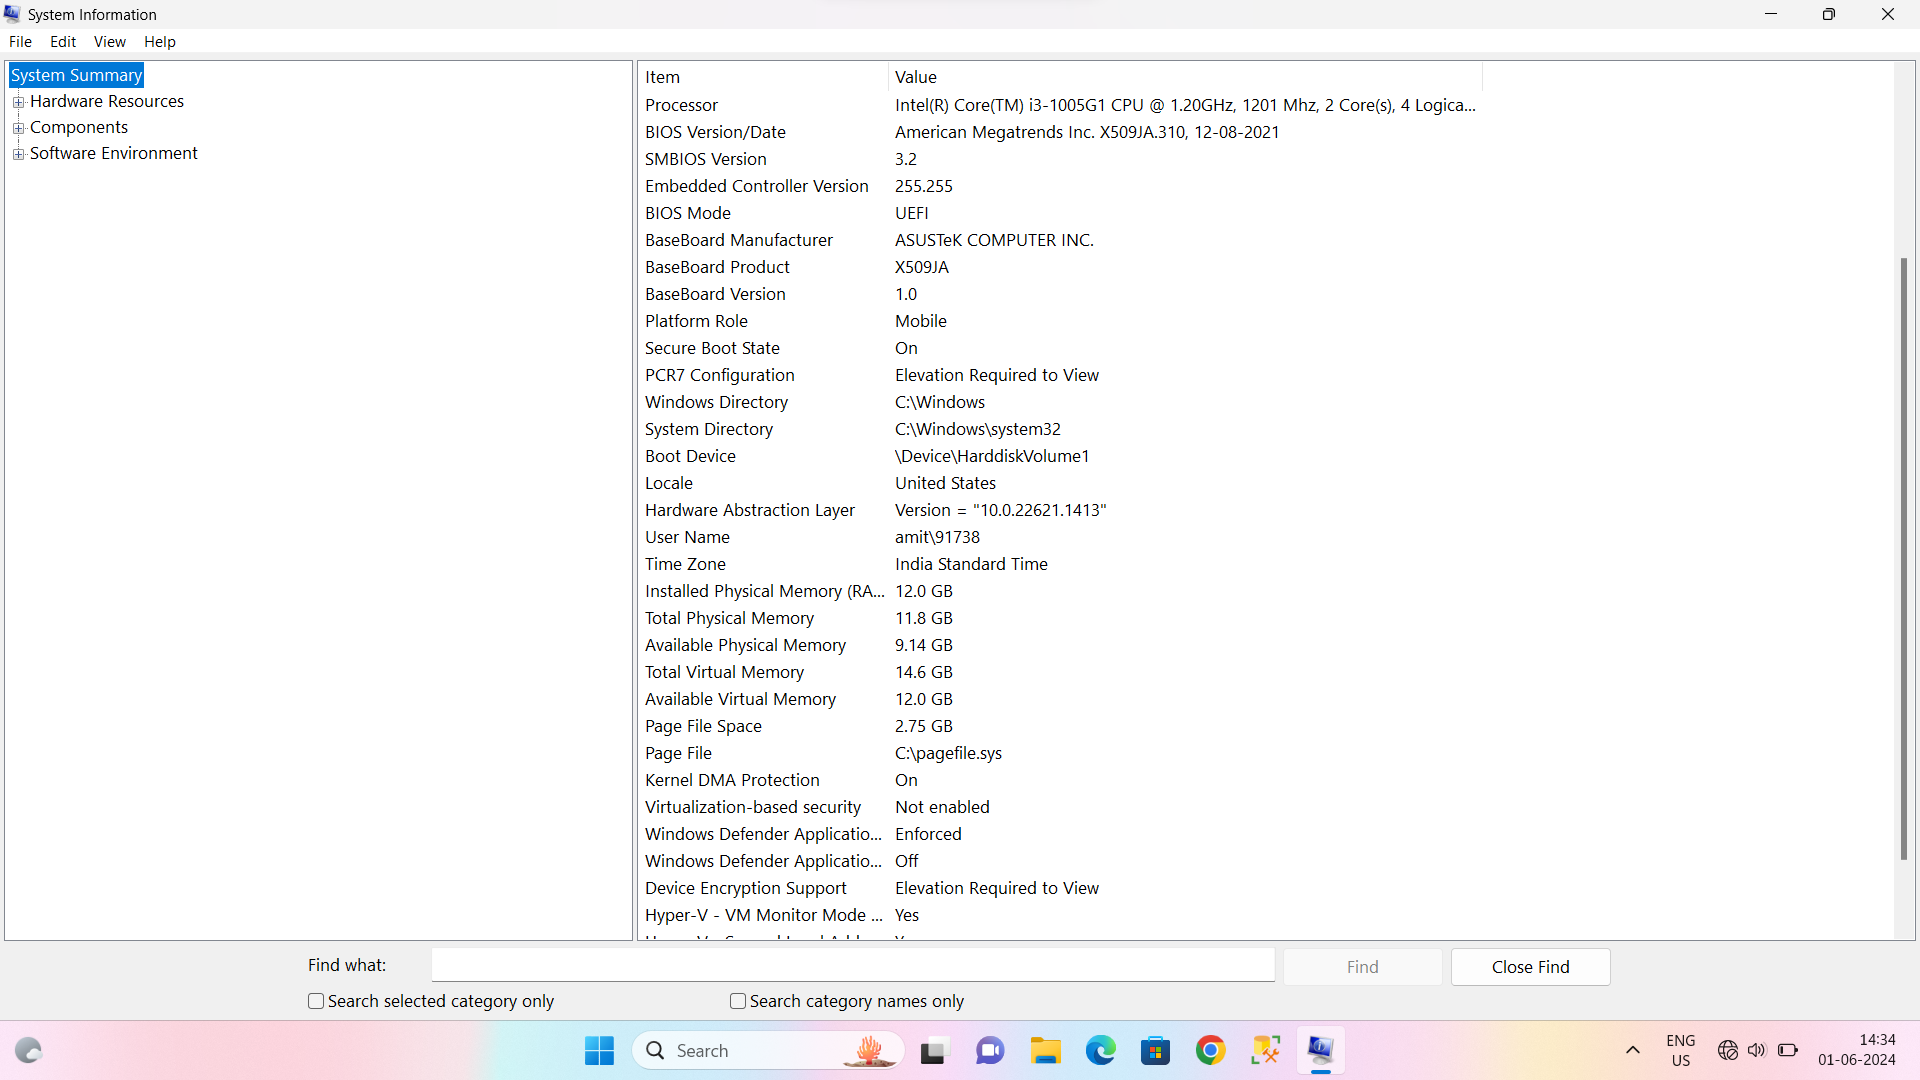 System Information
File Edit View Help
System Summary
Hardware Resources
Components
Software Environment
Item Value
Processor Intel(R) Core(TM) i3-1005G1 CPU @ 1.20GHz, 1201 Mhz, 2 Core(s), 4 Logica...
BIOS Version/Date American Megatrends Inc. X509JA.310, 12-08-2021
SMBIOS Version 3.2
Embedded Controller Version 255.255
BIOS Mode UEFI
BaseBoard Manufacturer ASUSTeK COMPUTER INC.
BaseBoard Product X509JA
BaseBoard Version 1.0
Platform Role Mobile
Secure Boot State On
PCR7 Configuration Elevation Required to View
Windows Directory C:\Windows
System Directory C:\Windows\system32
Boot Device \Device\HarddiskVolume1
Locale United States
Hardware Abstraction Layer Version = "10.0.22621.1413"
User Name amit\91738
Time Zone India Standard Time
Installed Physical Memory (RA... 12.0 GB
Total Physical Memory 11.8 GB
Available Physical Memory 9.14 GB
Total Virtual Memory 14.6 GB
Available Virtual Memory 12.0 GB
Page File Space 2.75 GB
Page File C:\pagefile.sys
Kernel DMA Protection On
Virtualization-based security Not enabled
Windows Defender Applicatio... Enforced
Windows Defender Applicatio... Off
Device Encryption Support Elevation Required to View
Hyper-V - VM Monitor Mode ... Yes
Find what: Find Close Find
Search selected category only Search category names only
Search
ENG
US
14:34
01-06-2024